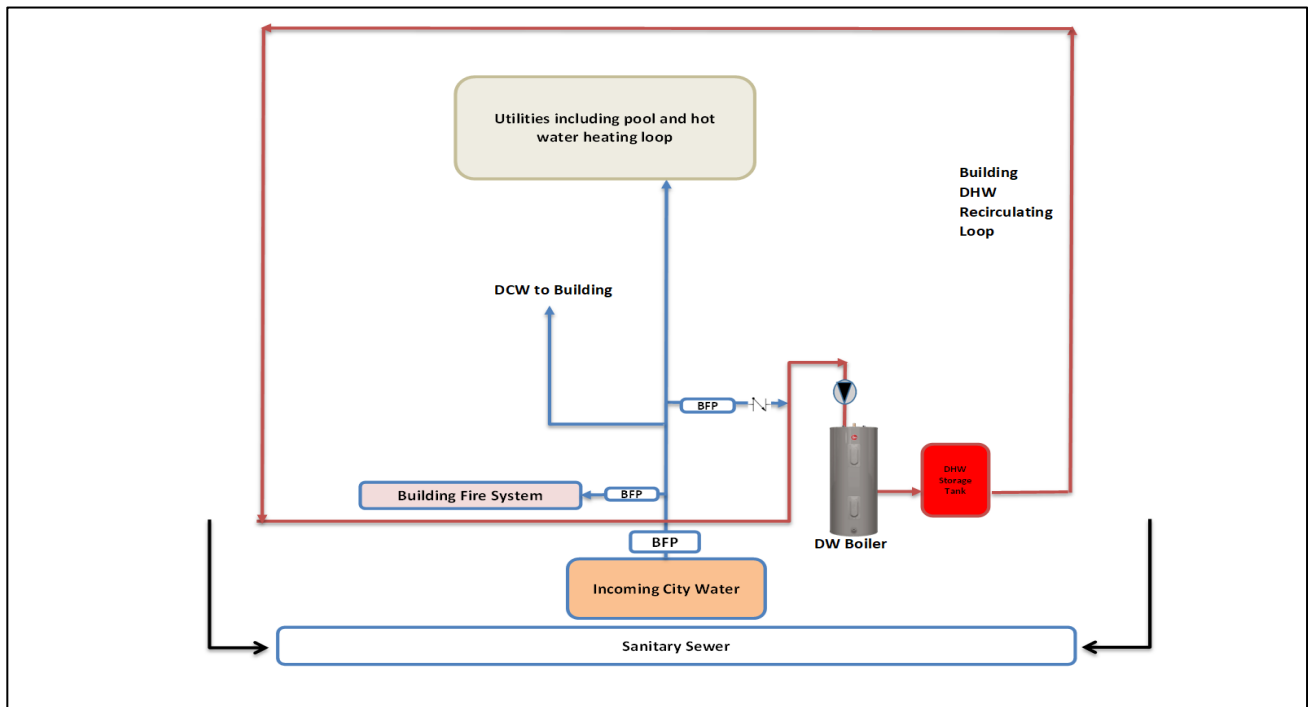 Utilities including pool and hot
water heating loop
Building
DHW
Recirculating
Loop
DCW to Building
BFP
DHW
Storage
Tank
Building Fire System
BFP
BFP
DW Boiler
Incoming City Water
Sanitary Sewer